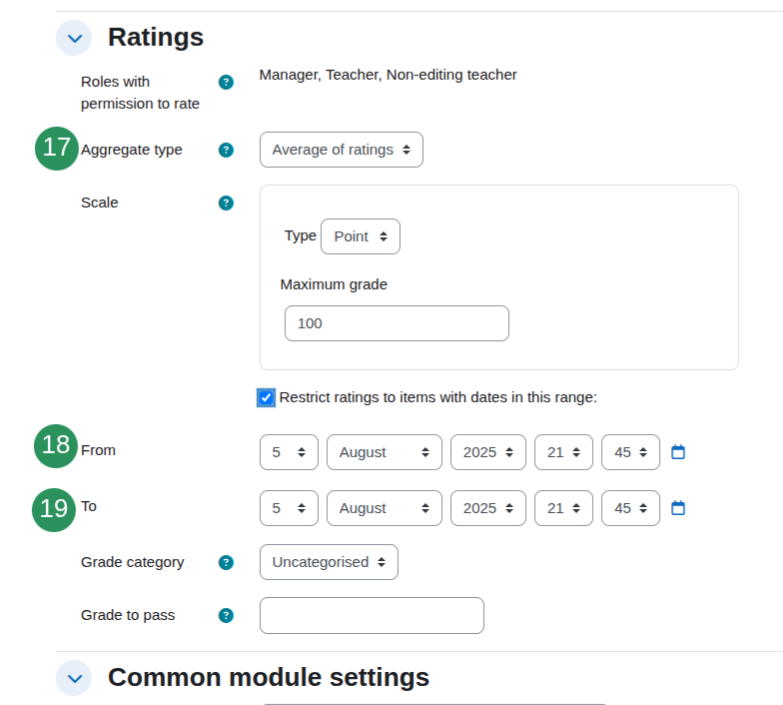 Ratings
Roles with
permission to rate
?
Manager, Teacher, Non-editing teacher
17 Aggregate type ? Average of ratings
Scale ?
Type Point
Maximum grade
100
Restrict ratings to items with dates in this range:
18 From 5 August 2025 21 45
19 To 5 August 2025 21 45
Grade category ? Uncategorised
Grade to pass ?
Common module settings